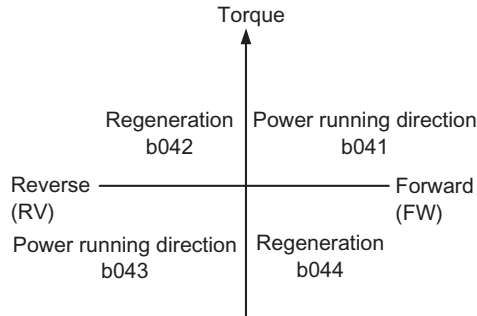 Torque
Regeneration
b042
Power running direction
b041
Reverse
(RV)
Forward
(FW)
Power running direction
b043
Regeneration
b044